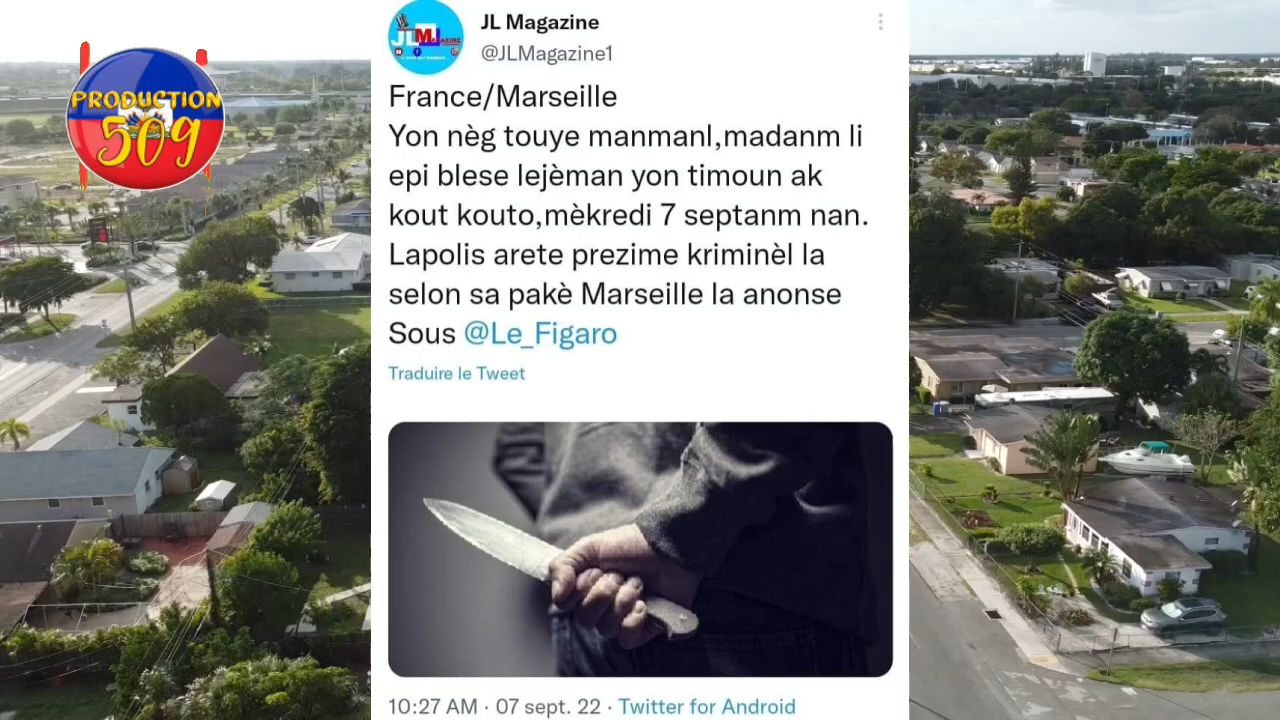 PRODUCTION
509
JL Magazine
@JLMagazine1
France/Marseille
Yon nèg touye manmanl,madanm li
epi blese lejèman yon timoun ak
kout kouto,mèkredi 7 septanm nan.
Lapolis arete prezime kriminèl la
selon sa pakè Marseille la anonse
Sous @Le_Figaro
Traduire le Tweet
10:27 AM · 07 sept. 22 · Twitter for Android